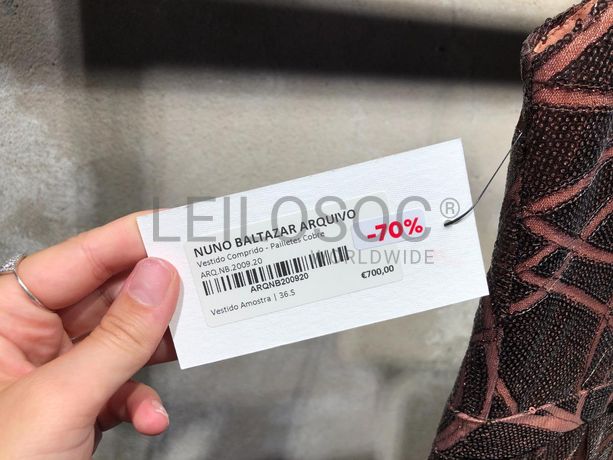 LEILOSOC®
WORLDWIDE
NUNO BALTAZAR ARQUIVO
Vestido Comprido - Pailletes Cobre
ARQ.NB.2009.20
ARQNB200920
Vestido Amostra | 36.5
-70%
€700,00